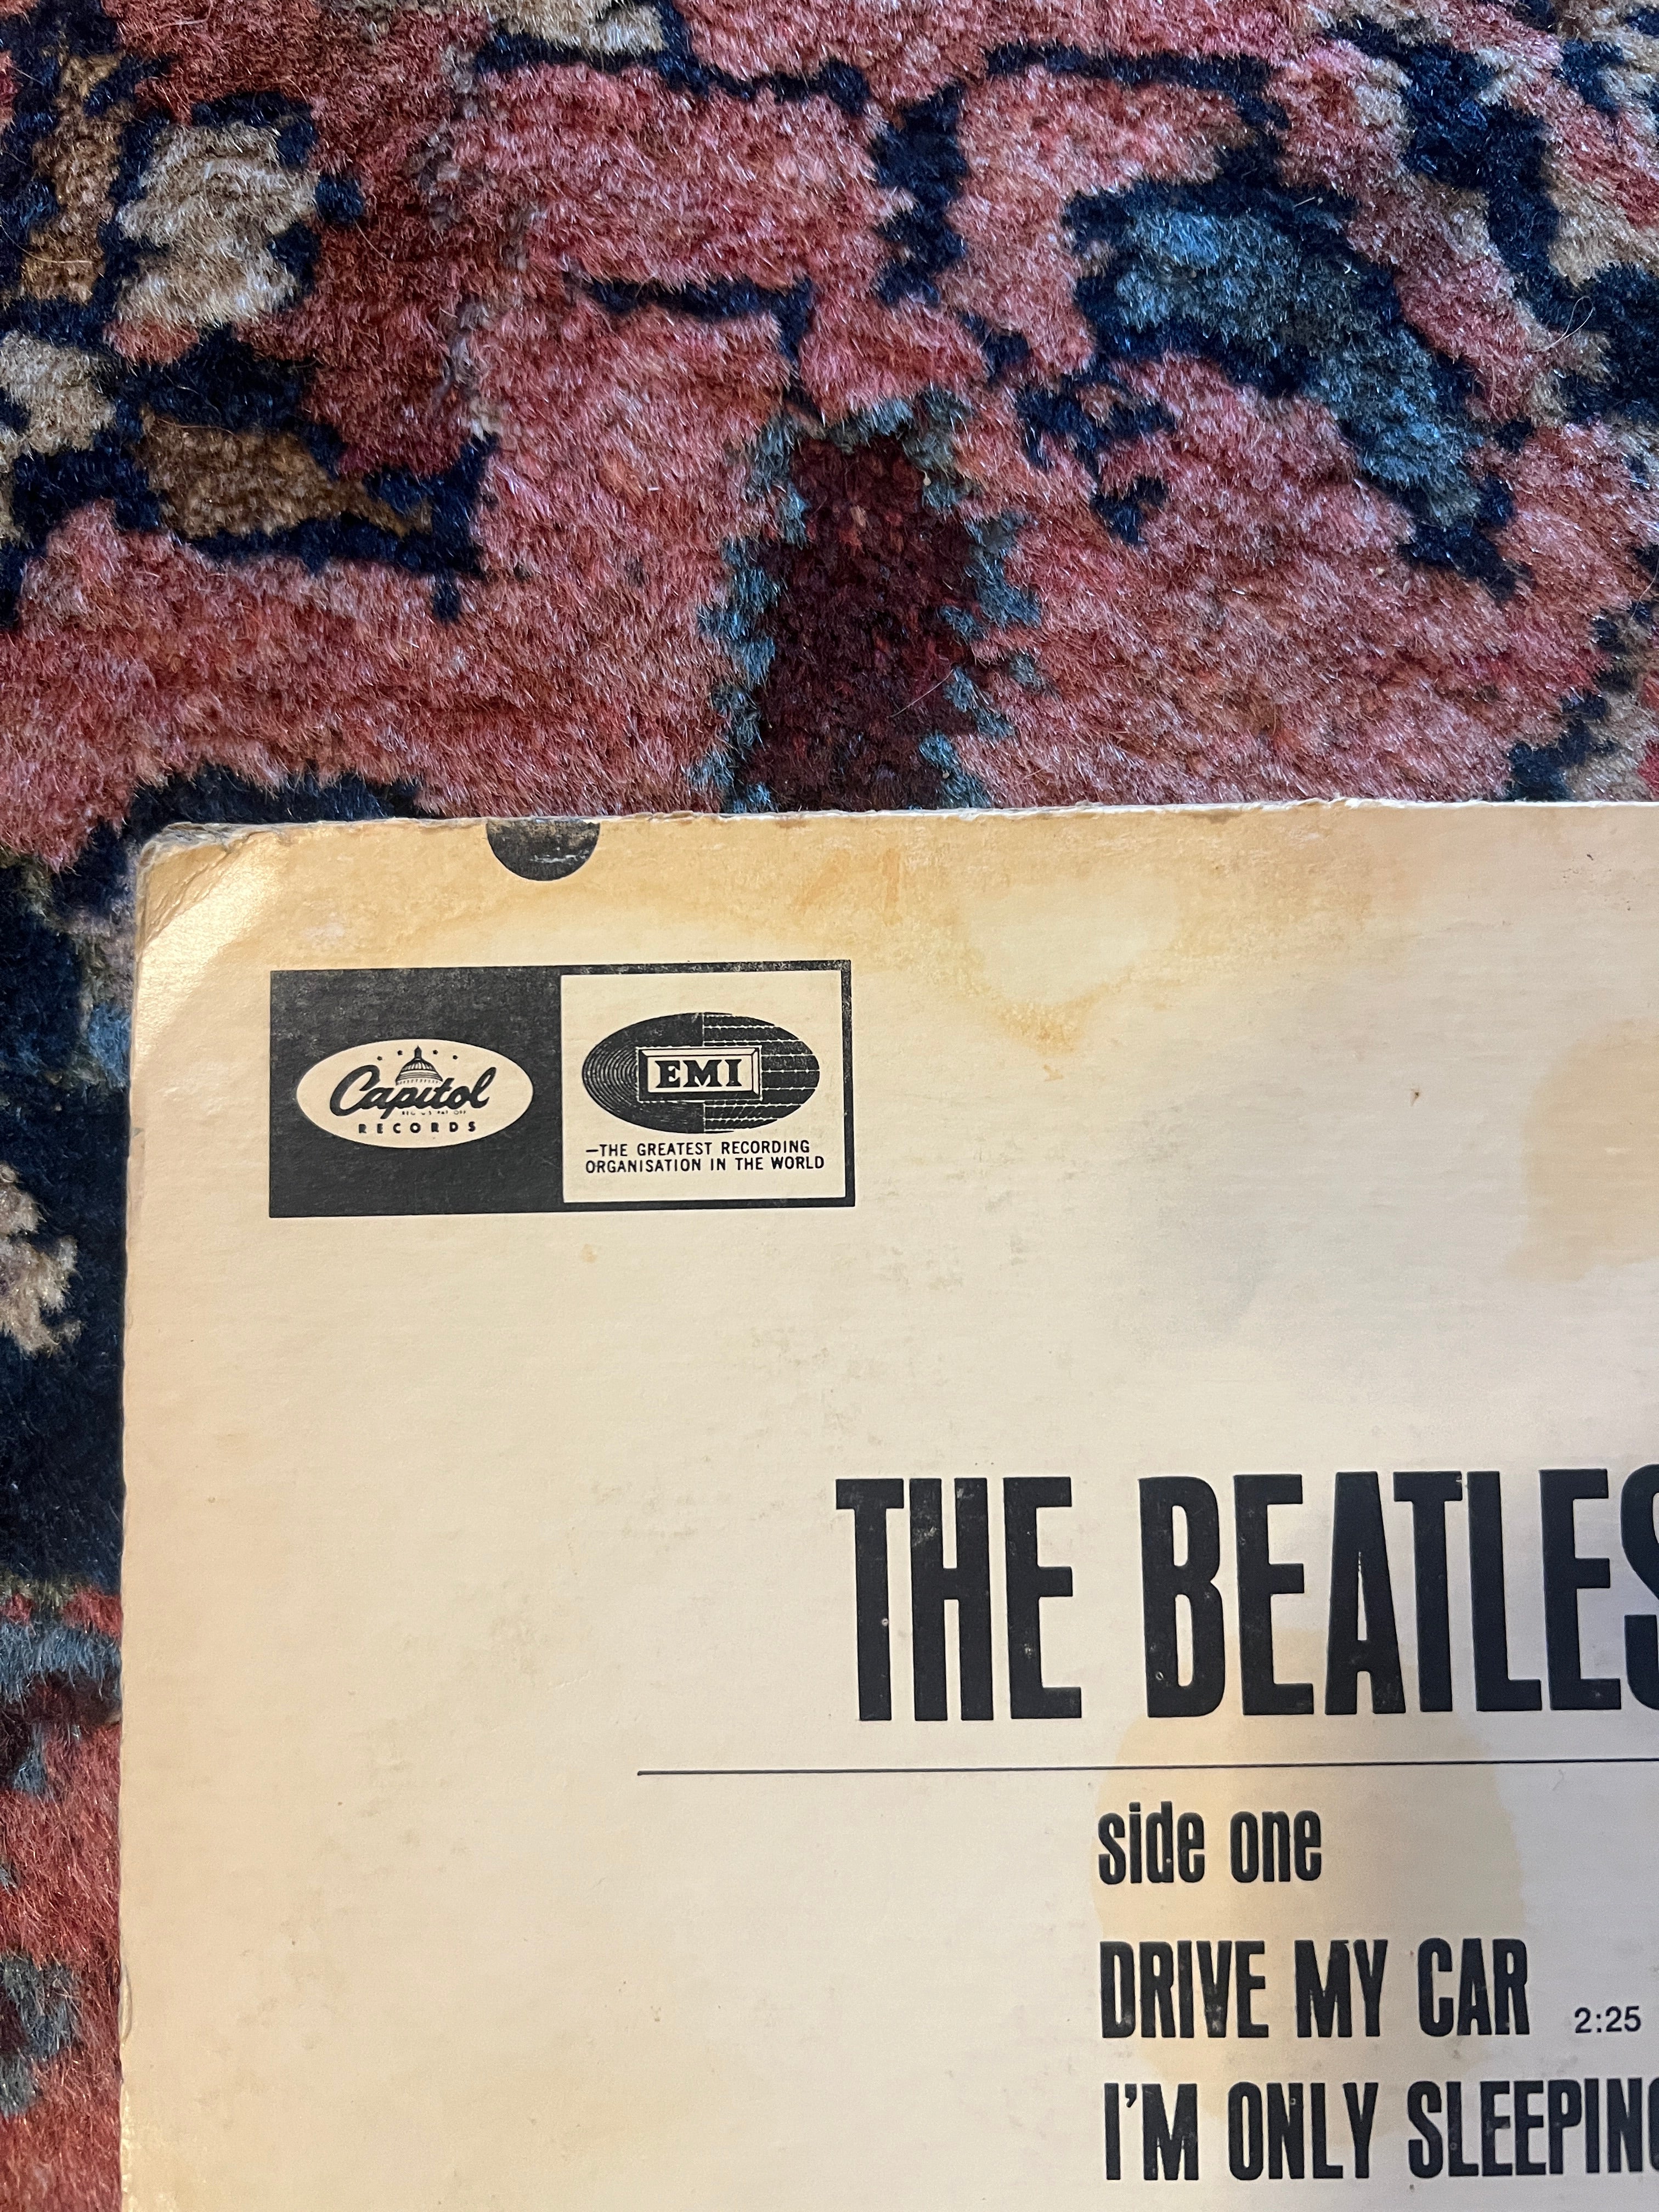 Capitol
RECORDS
EMI
—THE GREATEST RECORDING
ORGANISATION IN THE WORLD
THE BEATLES
side one
DRIVE MY CAR 2:25
I'M ONLY SLEEPING